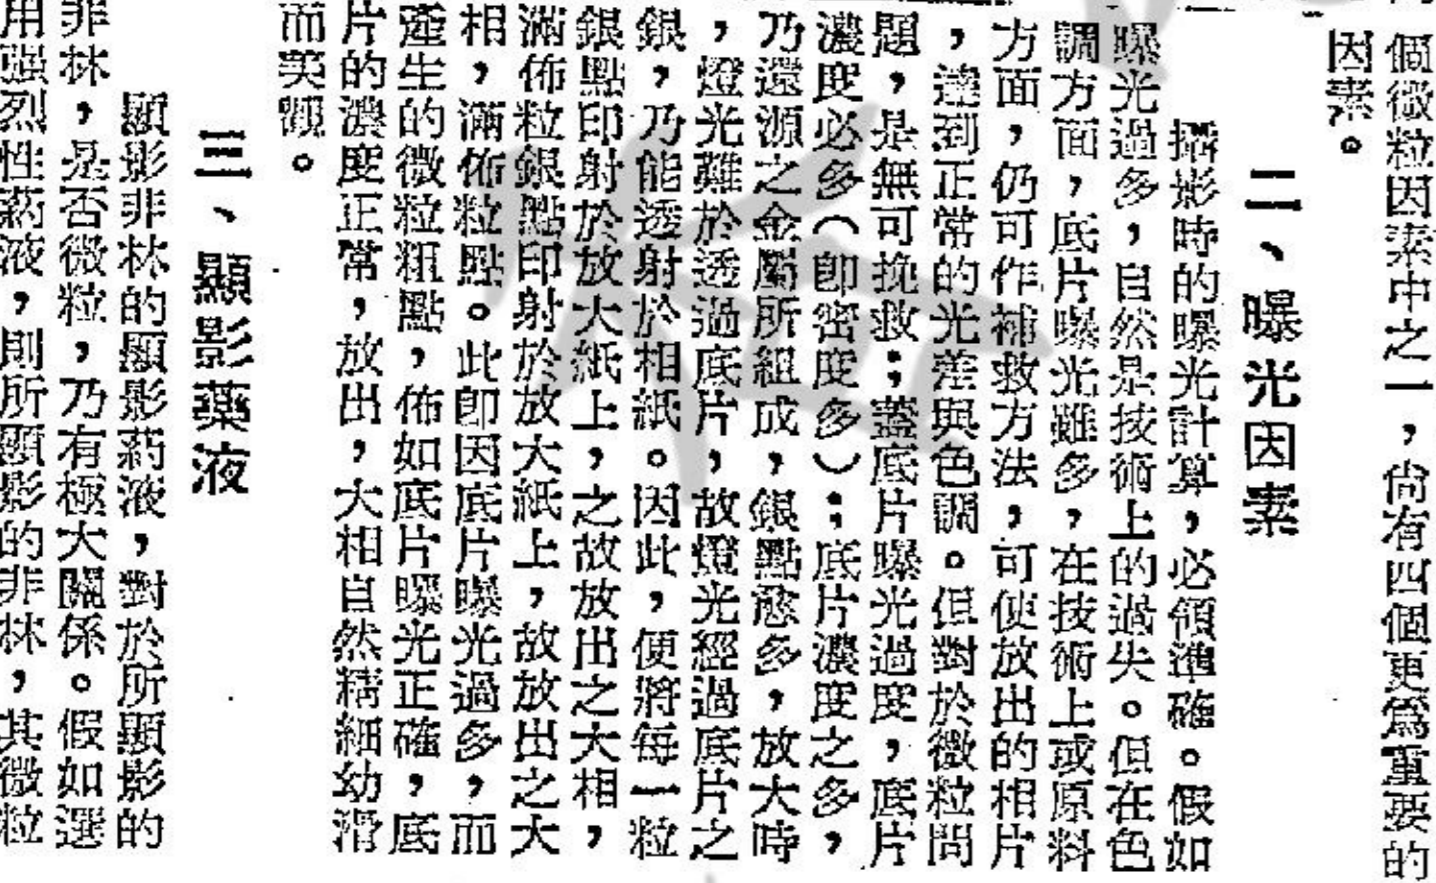 個微粒因素中之一，尙有四個更爲重要的
因素。
二、曝光因素
攝影時的曝光計算，必須準確。假如
曝光過多，自然是技術上的過失。但在色
調方面，底片曝光雖多，在技術上或原料
方面，仍可作補救方法，可使放出的相片
，達到正常的光差與色調。但對於微粒問
題，是無可挽救；蓋底片曝光過度，底片
濃度必多（卽密度多）；底片濃度之多，
乃還源之金屬所組成，銀點愈多，放大時
，燈光難於透過底片，故燈光經過底片之
銀，乃能透射於相紙。因此，便將每一粒
銀點印射於放大紙上，之故放出之大相，
滿佈粒銀點印射於放大紙上，故放出之大
相，滿佈粒點。此卽因底片曝光過多，而
產生的微粒粗點，佈如底片曝光正確，底
片的濃度正常，放出，大相自然精細幼滑
而美觀。
三、顯影藥液
顯影菲林的顯影葯液，對於所顯影的
菲林，是否微粒，乃有極大關係。假如選
用强烈性葯液，則所顯影的菲林，其微粒